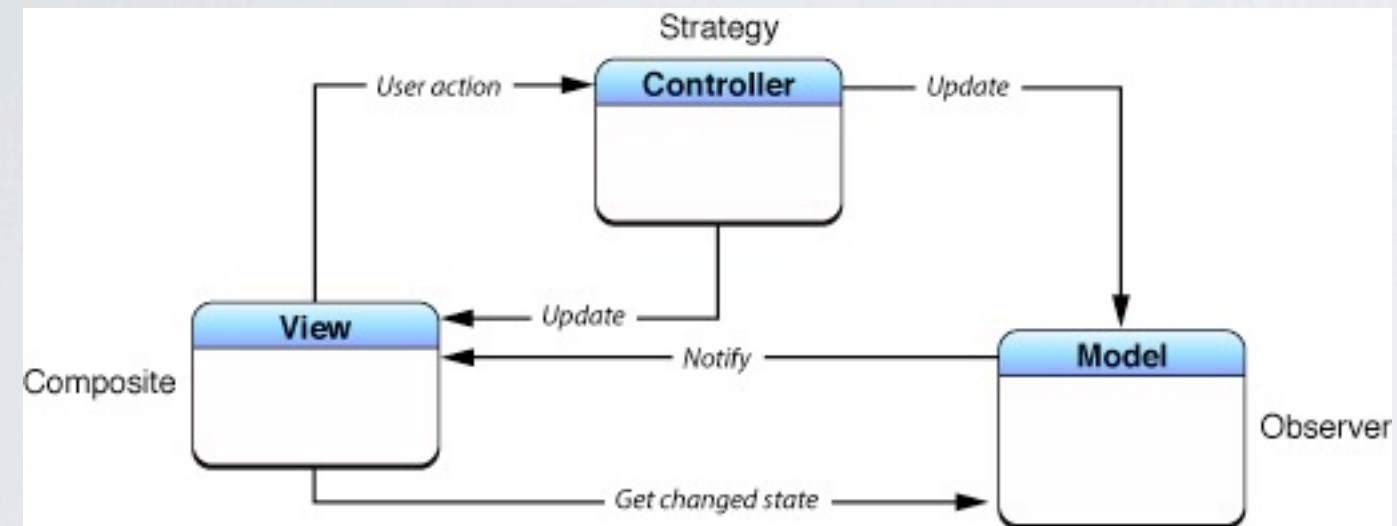 Strategy
User action
Controller
Update
View
Update
Notify
Model
Composite
Observer
Get changed state